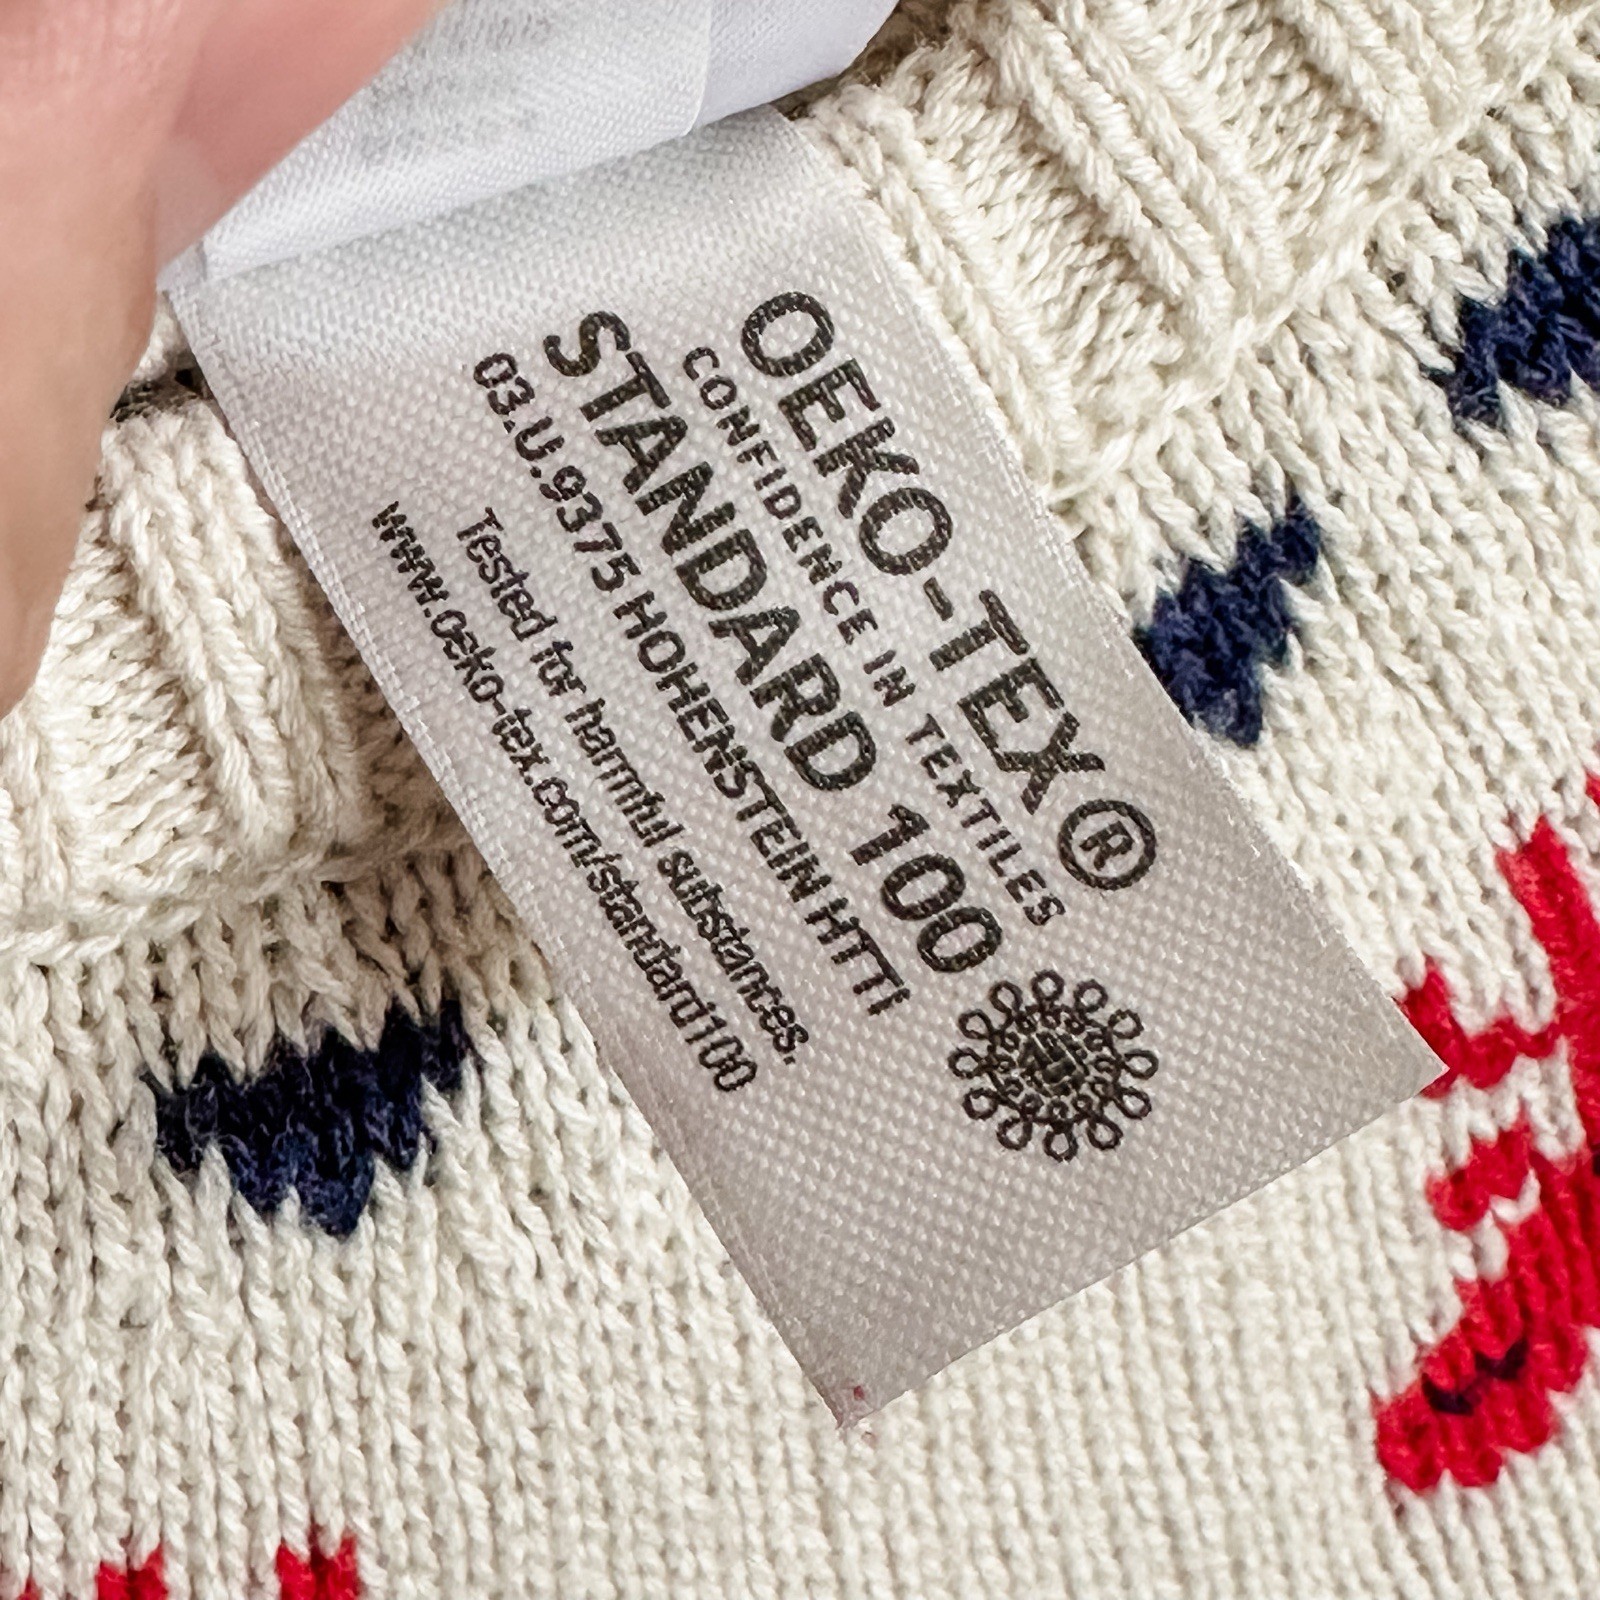 OEKO-TEX®
CONFIDENCE IN TEXTILES
STANDARD 100
03.U.9375 HOHENSTEIN HTTI
Tested for harmful substances.
www.oeko-tex.com/standard100